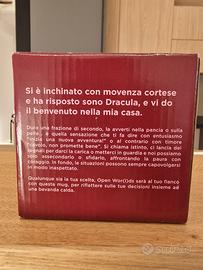 Si è inchinato con movenza cortese
e ha risposto sono Dracula, e vi do
il benvenuto nella mia casa.
Dura una frazione di secondo, la avverti nella pancia o sulla
pelle, è quella sensazione che ti fa dire con entusiasmo
"inizia una nuova avventura!" o al contrario con timore
"cavolo, non promette bene". Si chiama istinto, ci lancia dei
segnali per darci la carica o metterci in guardia e noi possiamo
solo assecondarlo o sfidarlo, affrontando la paura con
coraggio. In fondo, le situazioni possono sempre capovolgersi
in modo inaspettato.
Qualunque sia la tua scelta, Open Wor(l)ds sarà al tuo fianco
con questa mug, per riflettere sulle tue decisioni insieme ad
una bevanda calda.